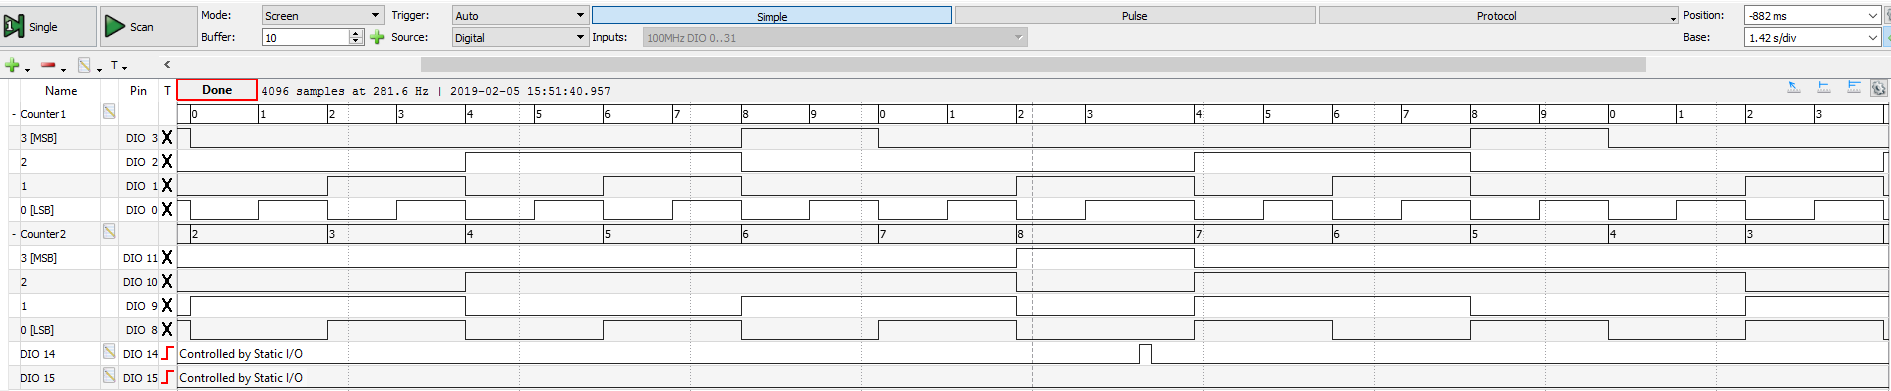 Single
Scan
Mode: Screen Trigger: Auto Simple Pulse Protocol Position: -882 ms
Buffer: 10 Source: Digital Inputs: 100MHz DIO 0..31 Base: 1.42 s/div
T <
Name Pin T Done 4096 samples at 281.6 Hz | 2019-02-05 15:51:40.957
- Counter1 0 1 2 3 4 5 6 7 8 9 0 1 2 3 4 5 6 7 8 9 0 1 2 3
3 [MSB] DIO 3 X
2 DIO 2 X
1 DIO 1 X
0 [LSB] DIO 0 X
- Counter2 2 3 4 5 6 7 8 7 6 5 4 3
3 [MSB] DIO 11 X
2 DIO 10 X
1 DIO 9 X
0 [LSB] DIO 8 X
DIO 14 DIO 14 Controlled by Static I/O
DIO 15 DIO 15 Controlled by Static I/O